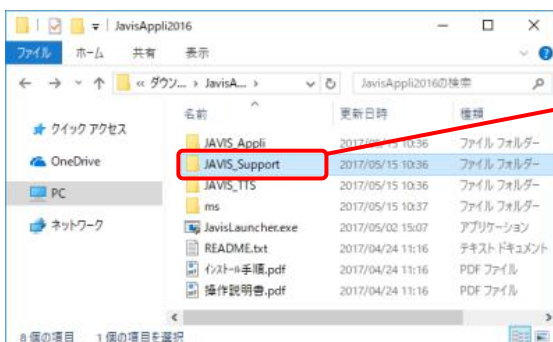 JavisAppli2016
ファイル ホーム 共有 表示
« ダウン... › JavisA... › JavisAppli2016の検索
名前 更新日時 種類
クイック アクセス
OneDrive
PC
ネットワーク
JAVIS_Appli 2017/05/15 10:36 ファイル フォルダー
JAVIS_Support 2017/05/15 10:36 ファイル フォルダー
JAVIS_TTS 2017/05/15 10:36 ファイル フォルダー
ms 2017/05/15 10:37 ファイル フォルダー
JavisLauncher.exe 2017/05/02 15:07 アプリケーション
README.txt 2017/04/24 11:16 テキスト ドキュメント
インストール手順.pdf 2017/04/24 11:16 PDF ファイル
操作説明書.pdf 2017/04/24 11:16 PDF ファイル
8 個の項目 1 個の項目を選択